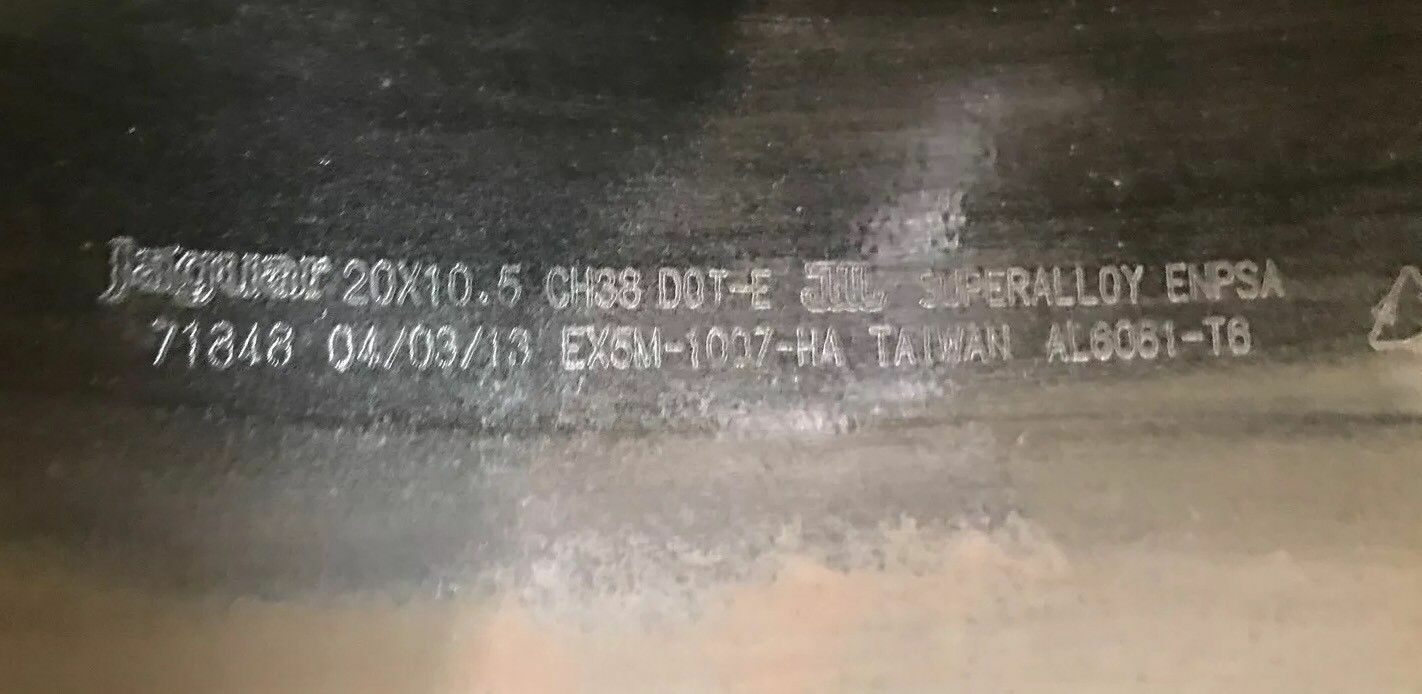 Jaguar 20X10.5 CH38 DOT-E JWL SUPERALLOY ENPSA
71848 04/03/13 EX5M-1007-HA TAIWAN AL6061-T6